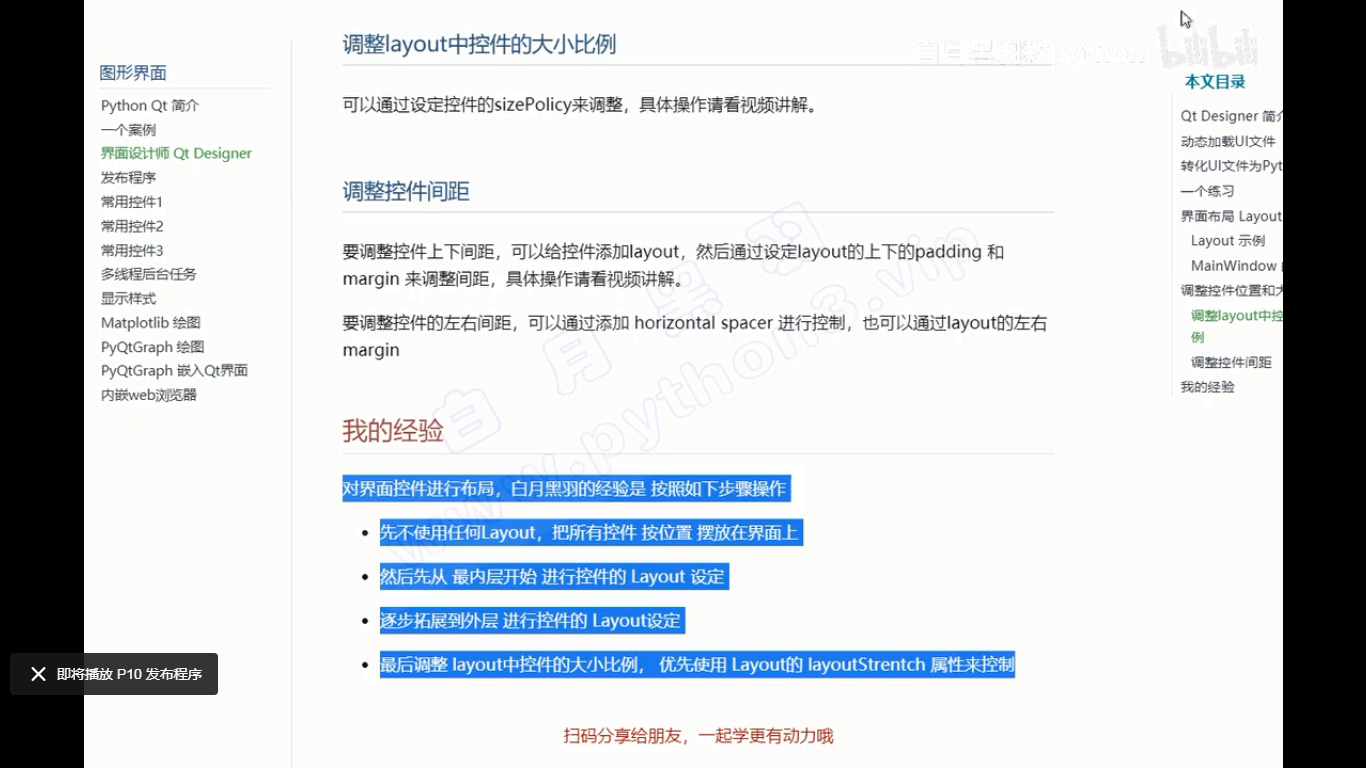 图形界面
Python Qt 简介
一个案例
界面设计师 Qt Designer
发布程序
常用控件1
常用控件2
常用控件3
多线程后台任务
显示样式
Matplotlib 绘图
PyQtGraph 绘图
PyQtGraph 嵌入Qt界面
内嵌web浏览器
调整layout中控件的大小比例
可以通过设定控件的sizePolicy来调整，具体操作请看视频讲解。
调整控件间距
要调整控件上下间距，可以给控件添加layout，然后通过设定layout的上下的padding 和
margin 来调整间距，具体操作请看视频讲解。
要调整控件的左右间距，可以通过添加 horizontal spacer 进行控制，也可以通过layout的左右
margin
我的经验
对界面控件进行布局，白月黑羽的经验是 按照如下步骤操作
先不使用任何Layout，把所有控件 按位置 摆放在界面上
然后先从 最内层开始 进行控件的 Layout 设定
逐步拓展到外层 进行控件的 Layout设定
最后调整 layout中控件的大小比例， 优先使用 Layout的 layoutStrentch 属性来控制
扫码分享给朋友，一起学更有动力哦
白月黑羽
www.python3.vip
白月黑羽教python
bilibili
本文目录
Qt Designer 简介
动态加载UI文件
转化UI文件为Pyt
一个练习
界面布局 Layout
Layout 示例
MainWindow
调整控件位置和大
调整layout中控
例
调整控件间距
我的经验
即将播放 P10 发布程序